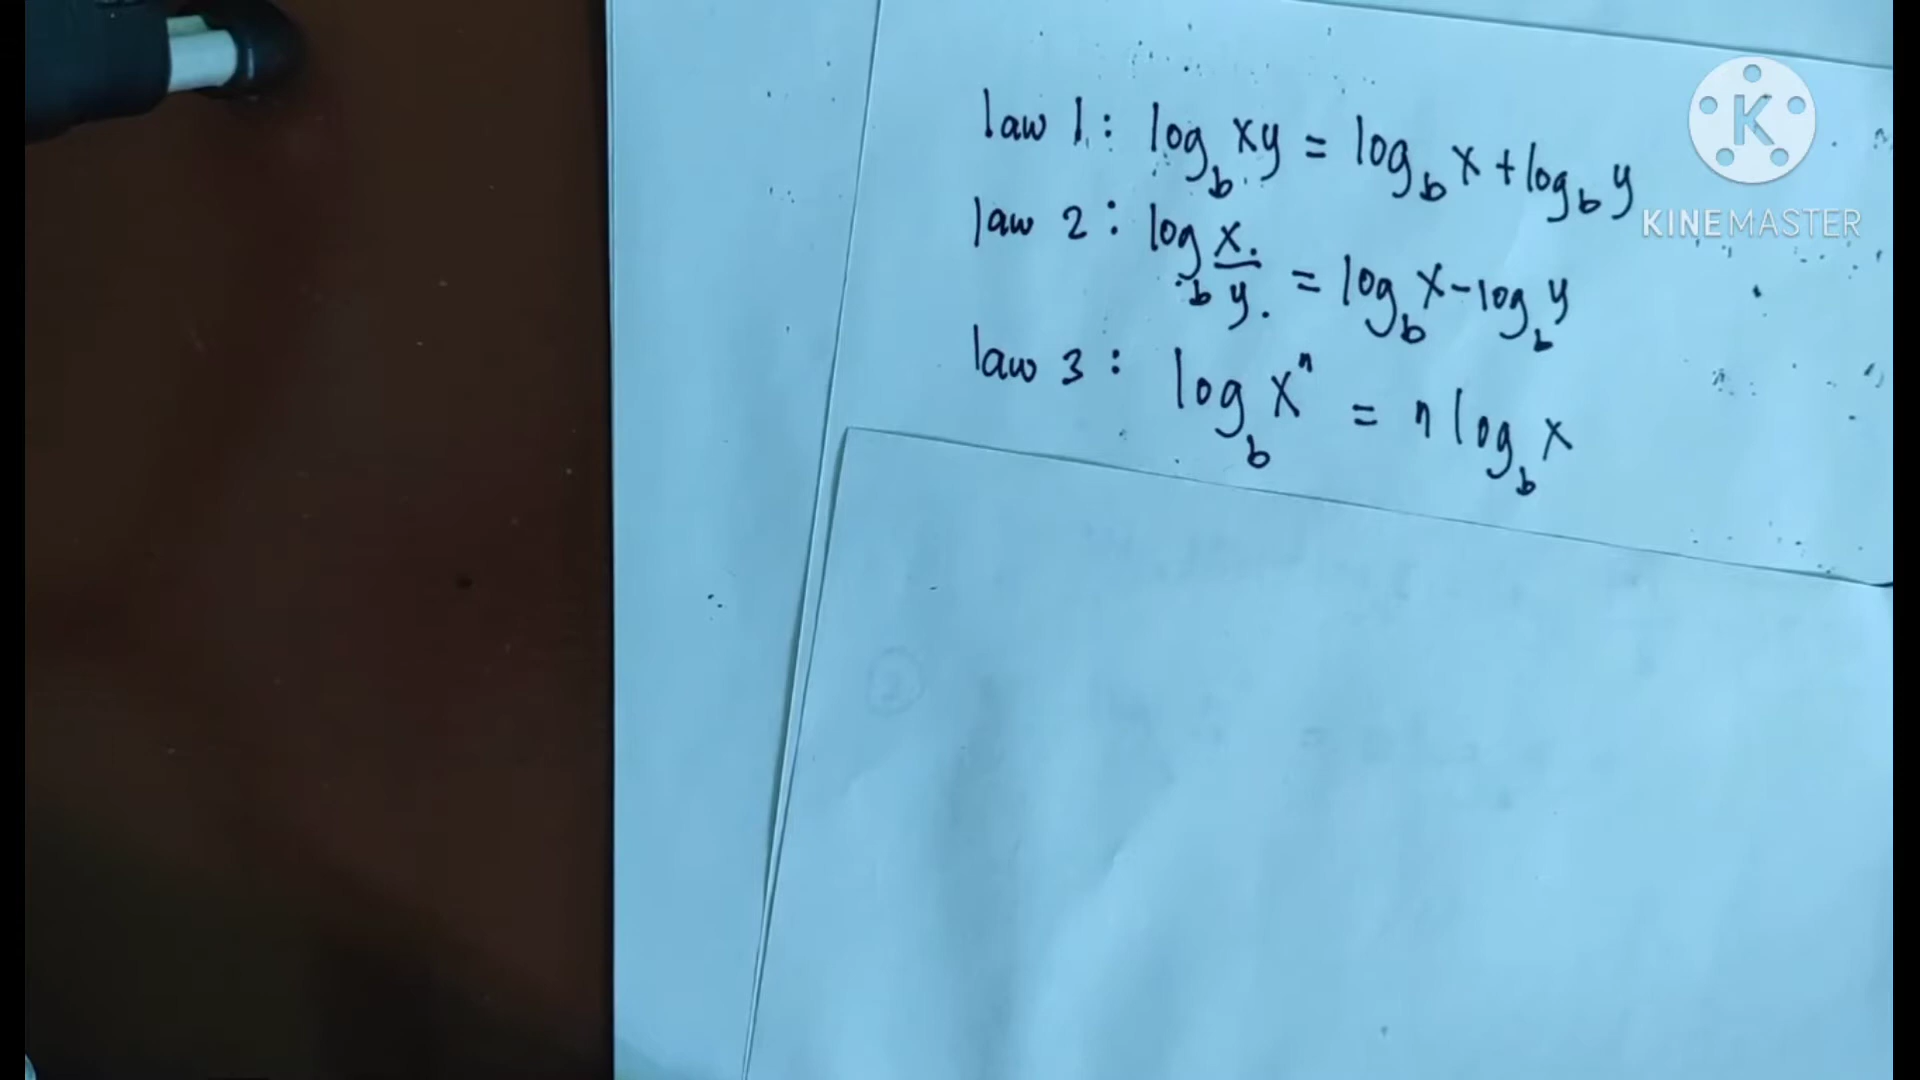 law 1: log_b xy = log_b x + log_b y
law 2: log_b x/y = log_b x - log_b y
law 3: log_b x^n = n log_b x
K
KINEMASTER